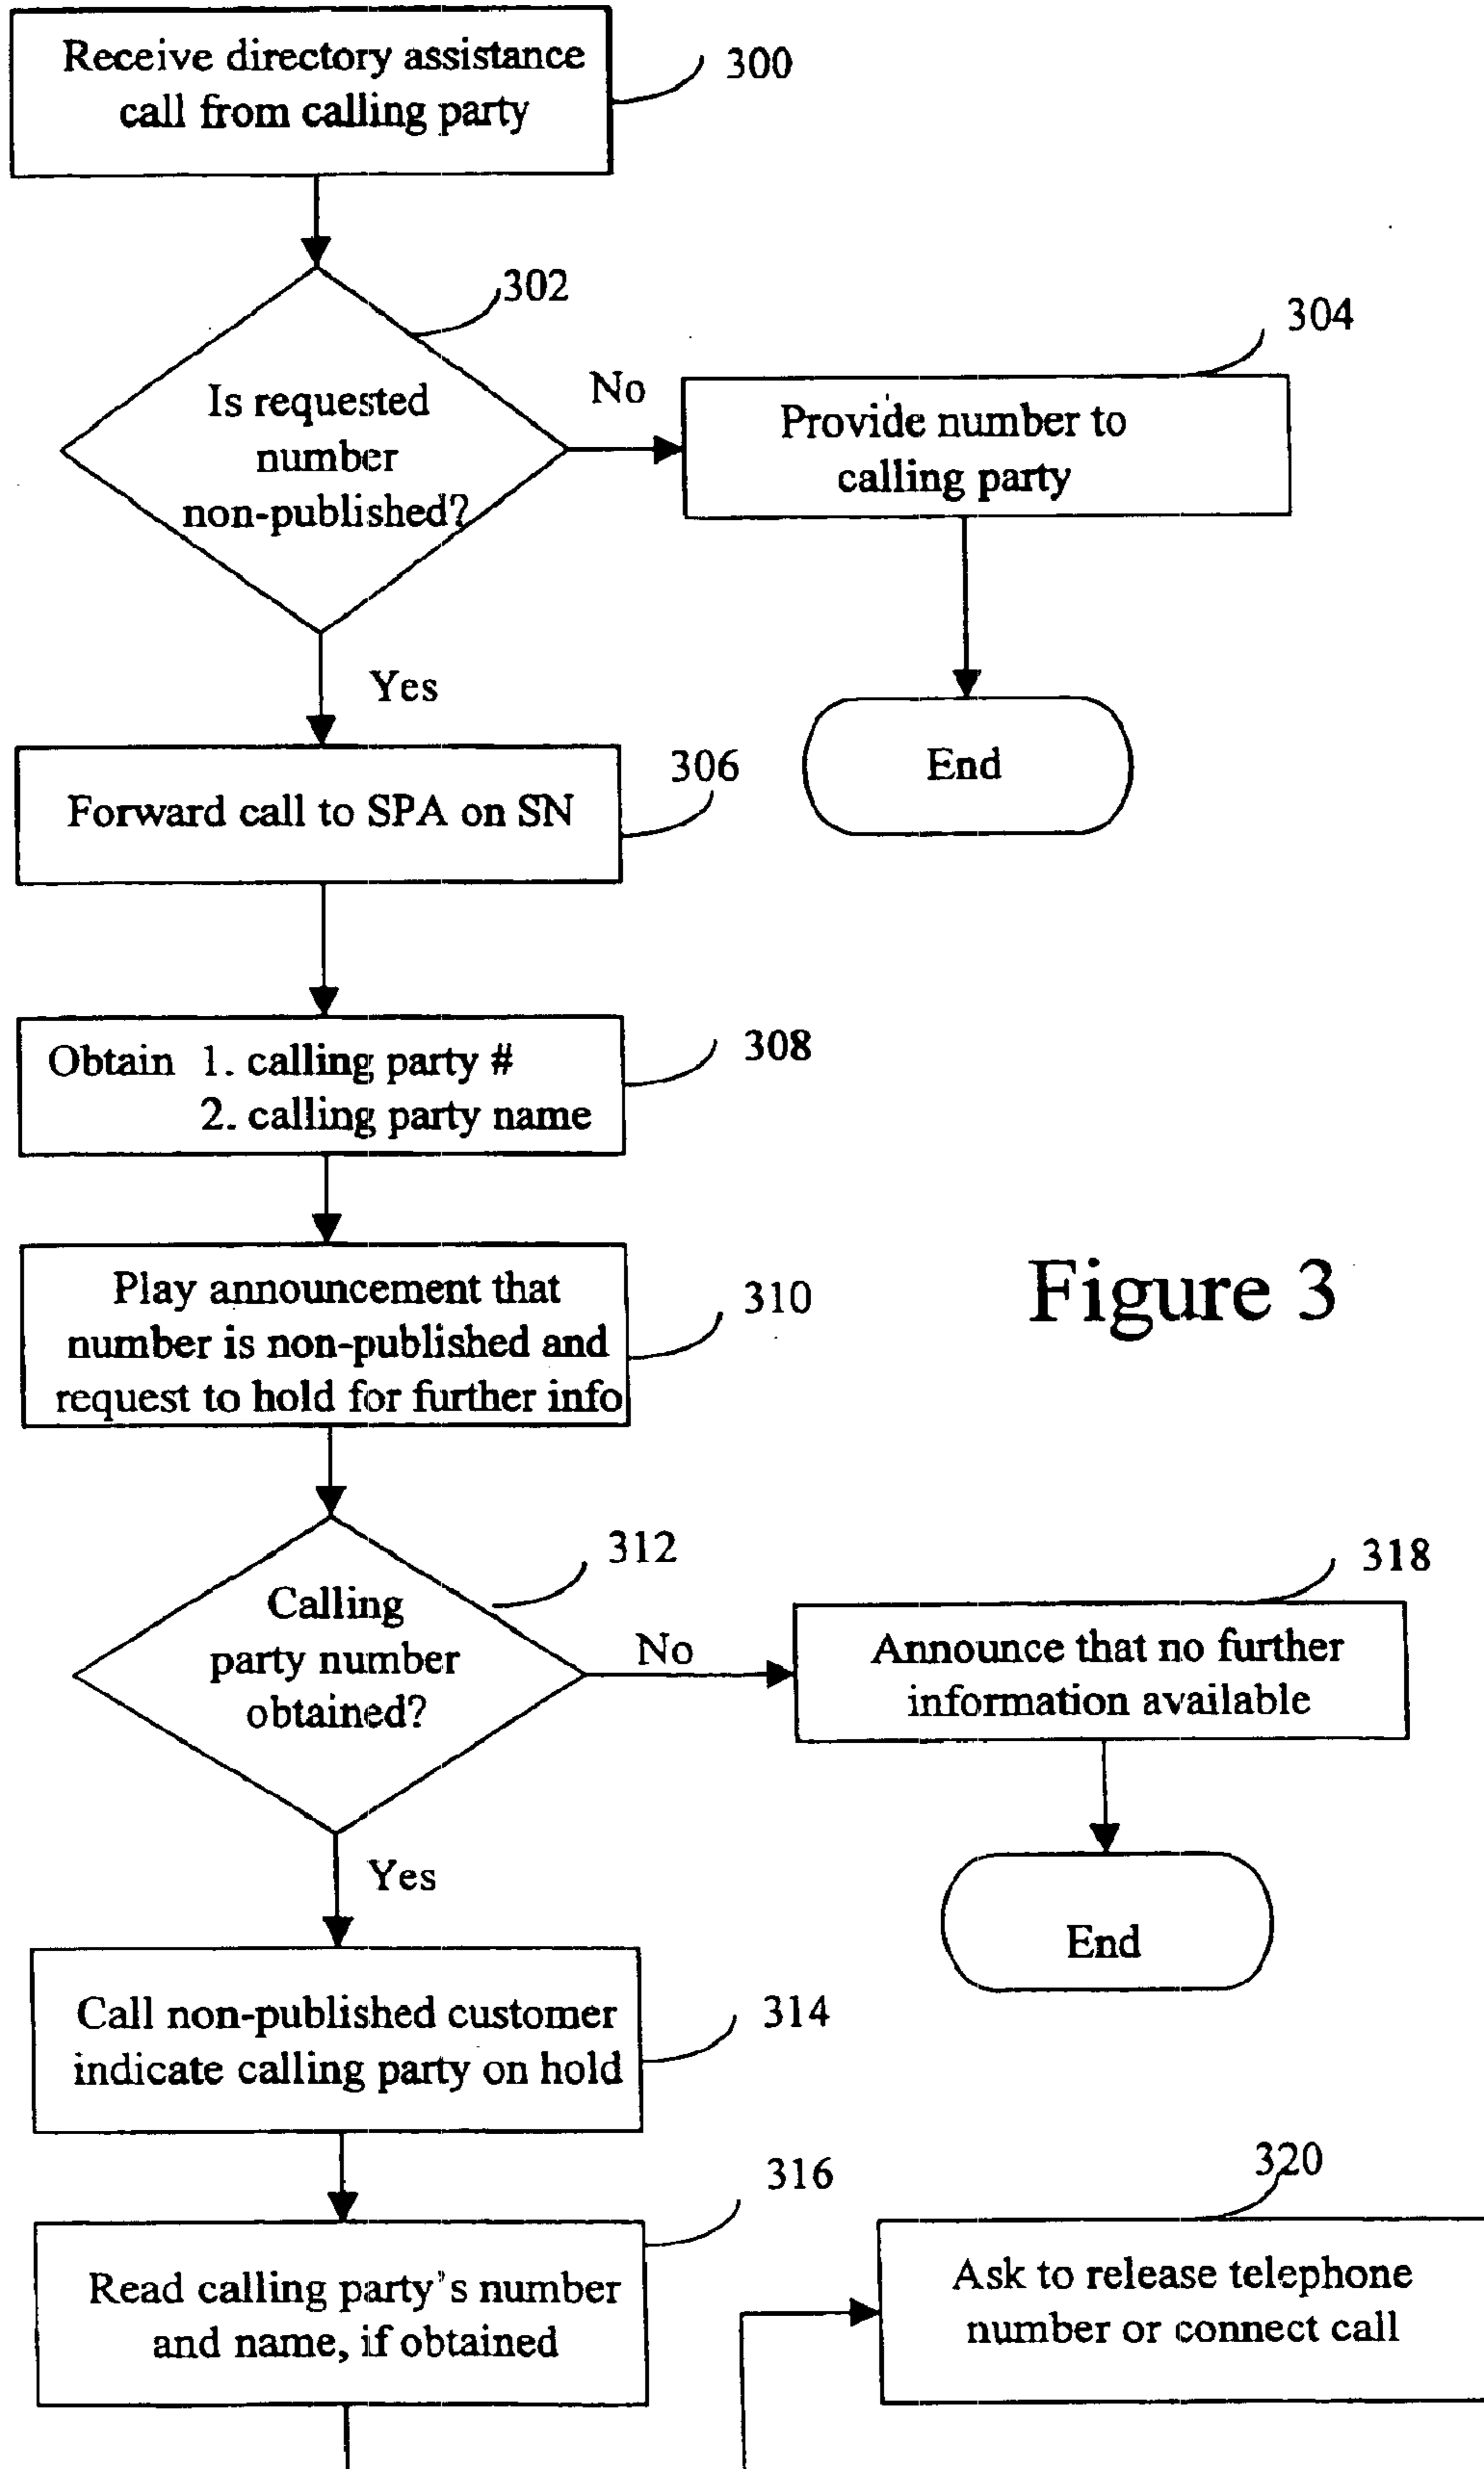 Receive directory assistance
call from calling party
300
302
Is requested
number
non-published?
No
304
Provide number to
calling party
End
Yes
306
Forward call to SPA on SN
308
Obtain 1. calling party #
2. calling party name
310
Play announcement that
number is non-published and
request to hold for further info
Figure 3
312
Calling
party number
obtained?
No
318
Announce that no further
information available
End
Yes
314
Call non-published customer
indicate calling party on hold
316
Read calling party's number
and name, if obtained
320
Ask to release telephone
number or connect call